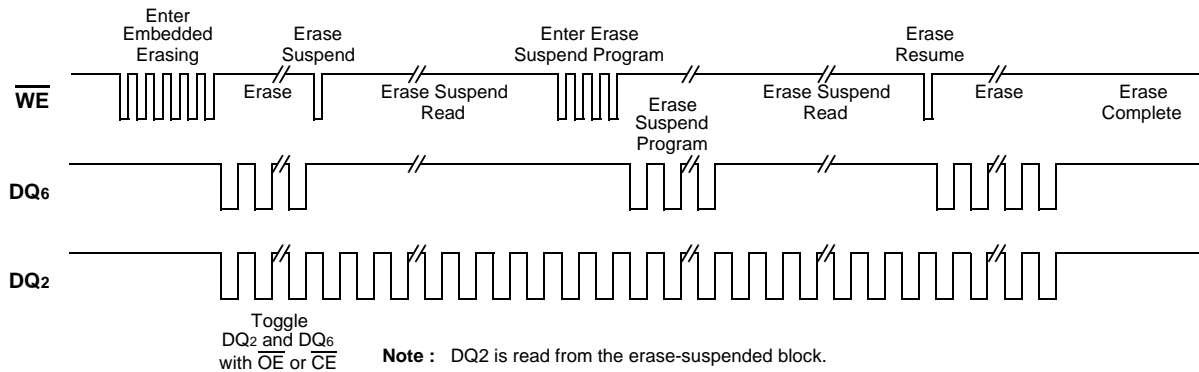 Enter
Embedded
Erasing
Erase
Suspend
Enter Erase
Suspend Program
Erase
Resume
WE
Erase
Erase Suspend
Read
Erase
Suspend
Program
Erase Suspend
Read
Erase
Erase
Complete
DQ6
DQ2
Toggle
DQ2 and DQ6
with OE or CE
Note : DQ2 is read from the erase-suspended block.